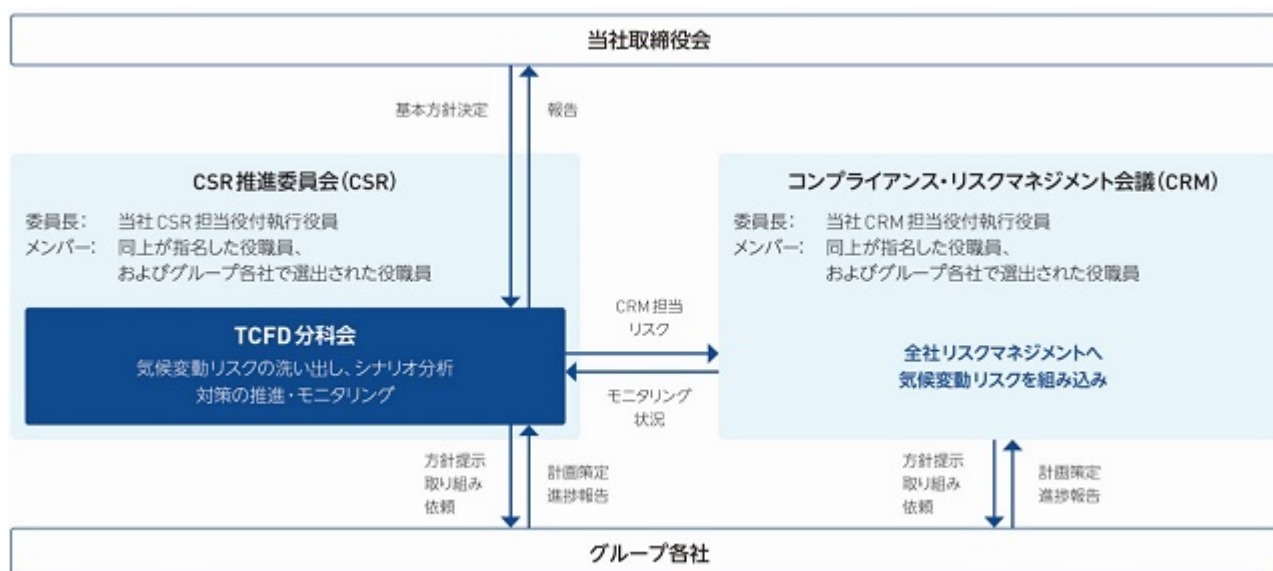 当社取締役会
基本方針決定
報告
CSR推進委員会(CSR)
委員長： 当社CSR担当役付執行役員
メンバー： 同上が指名した役職員、
およびグループ各社で選出された役職員
TCFD分科会
気候変動リスクの洗い出し、シナリオ分析
対策の推進・モニタリング
CRM担当
リスク
モニタリング
状況
コンプライアンス・リスクマネジメント会議(CRM)
委員長： 当社CRM担当役付執行役員
メンバー： 同上が指名した役職員、
およびグループ各社で選出された役職員
全社リスクマネジメントへ
気候変動リスクを組み込み
方針提示
取り組み
依頼
計画策定
進捗報告
方針提示
取り組み
依頼
計画策定
進捗報告
グループ各社